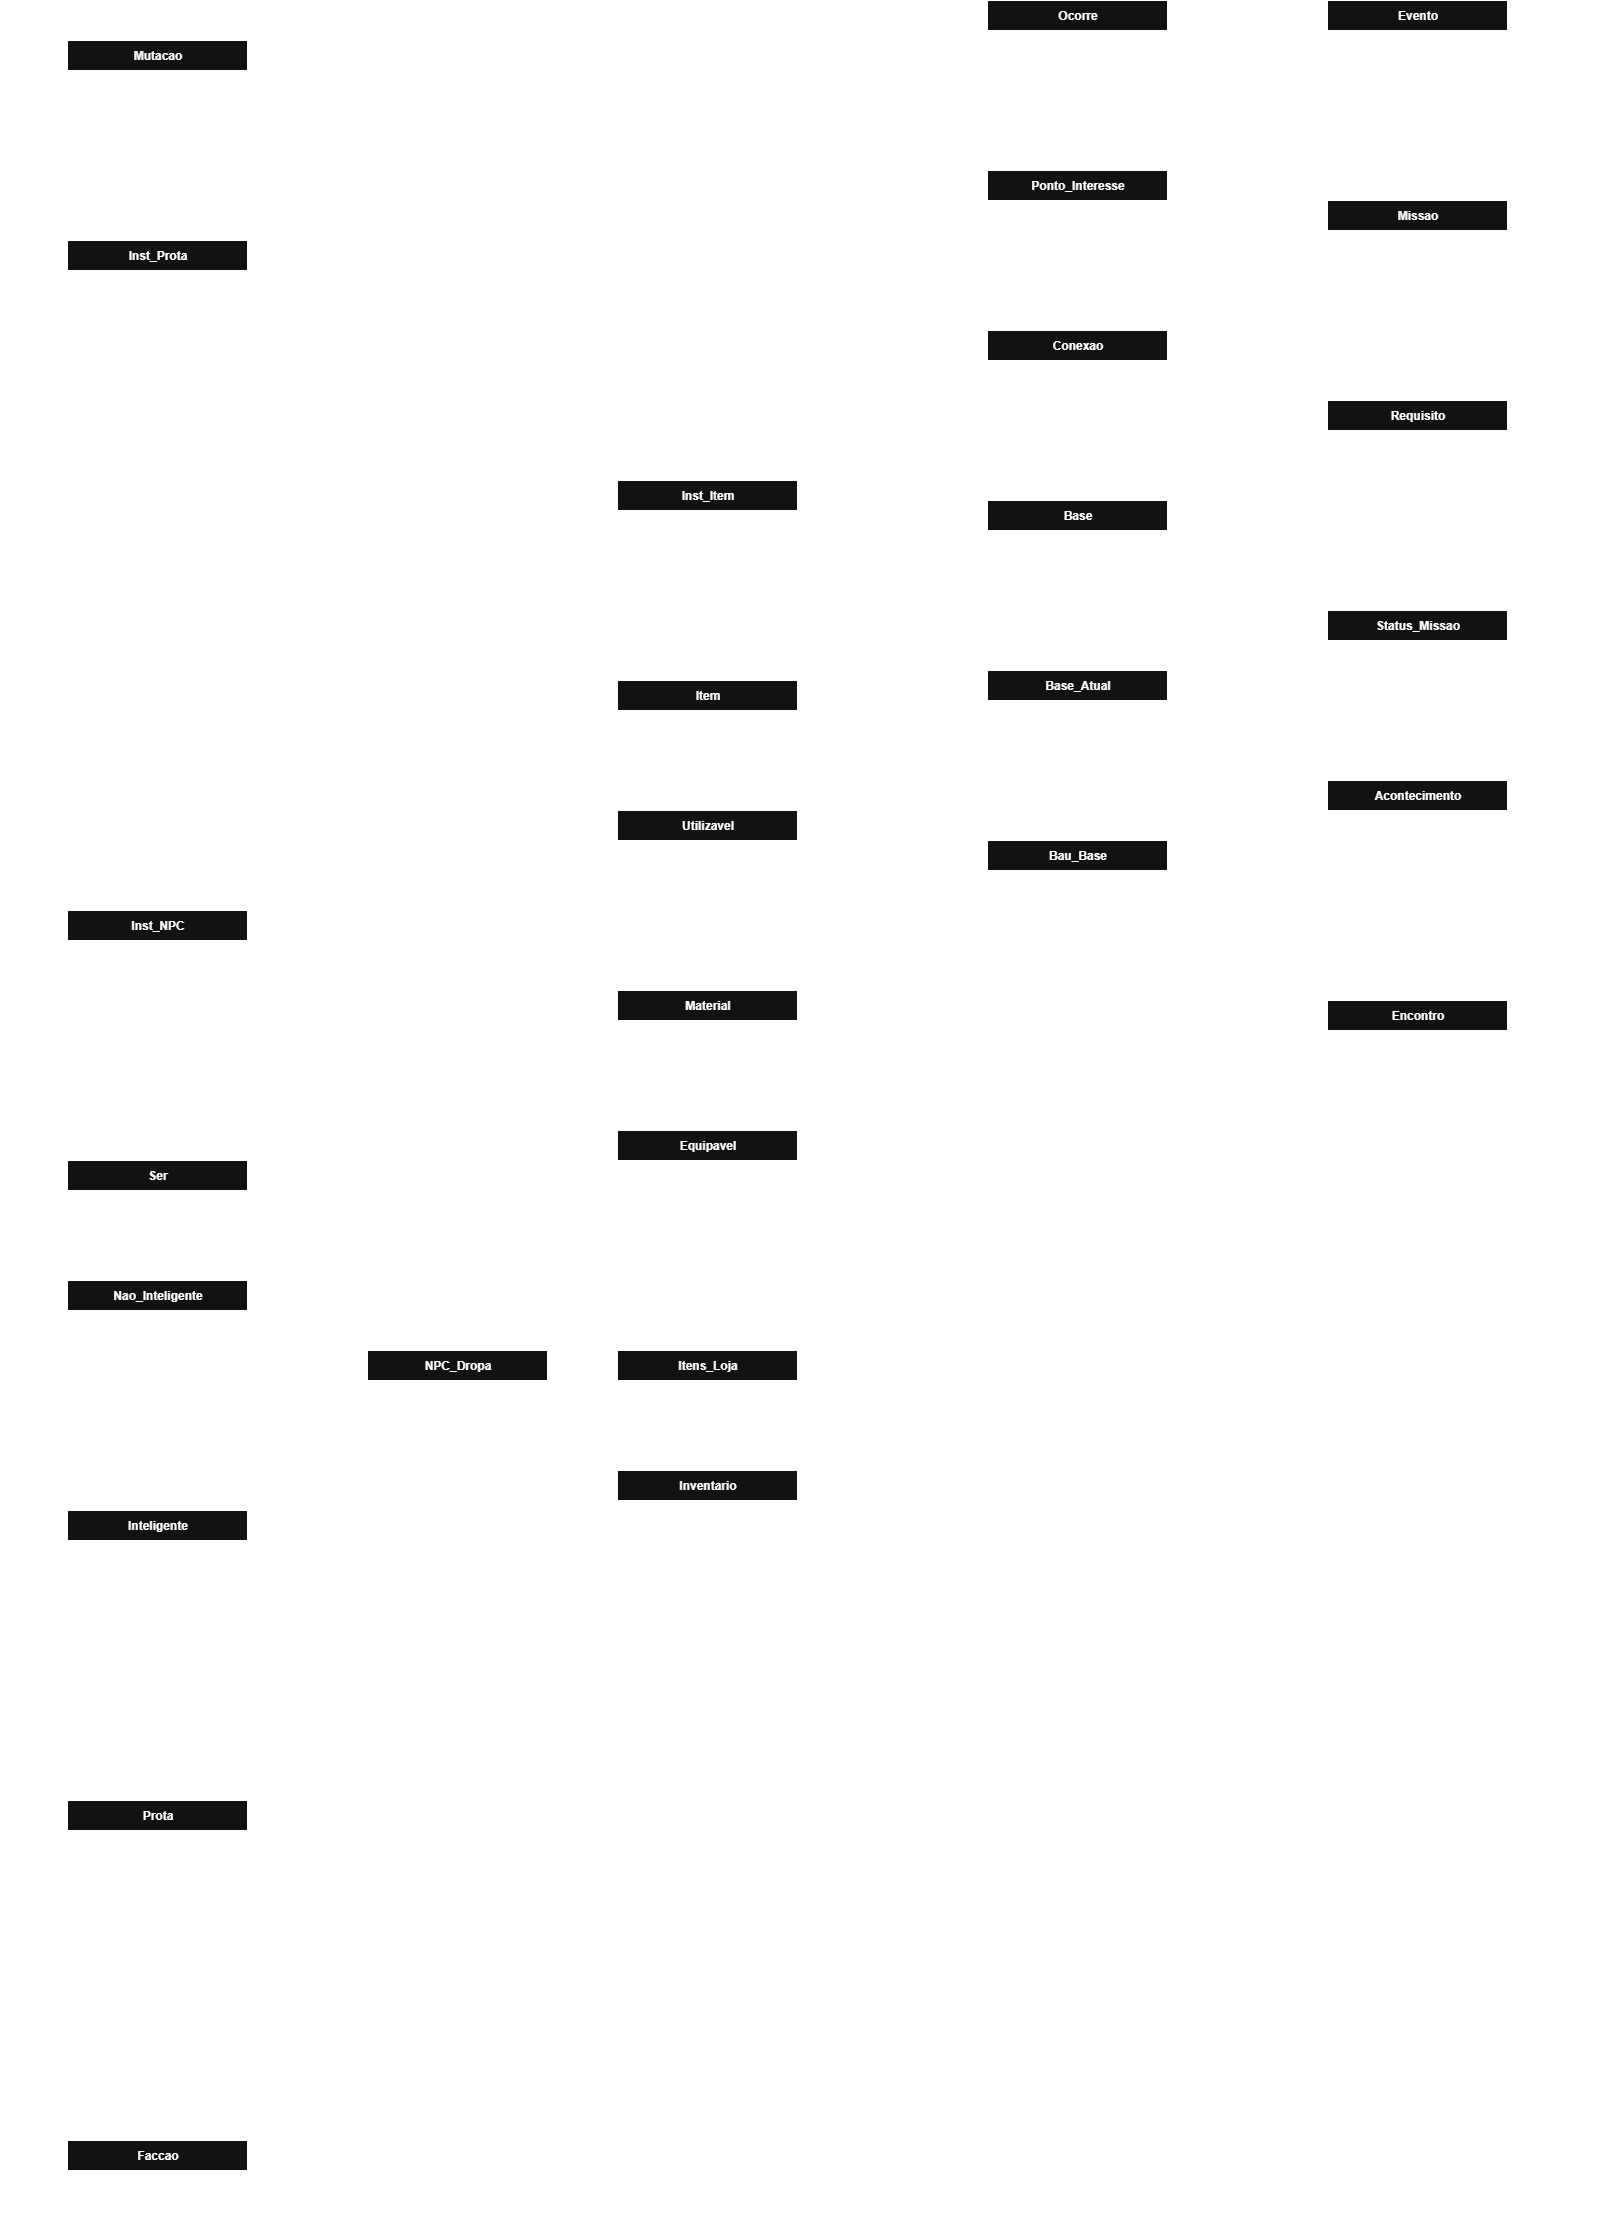 Ocorre
Evento
Mutacao
Ponto_Interesse
Missao
Inst_Prota
Conexao
Requisito
Inst_Item
Base
Status_Missao
Item
Base_Atual
Acontecimento
Utilizavel
Bau_Base
Inst_NPC
Material
Encontro
Equipavel
Ser
Nao_Inteligente
NPC_Dropa
Itens_Loja
Inventario
Inteligente
Prota
Faccao